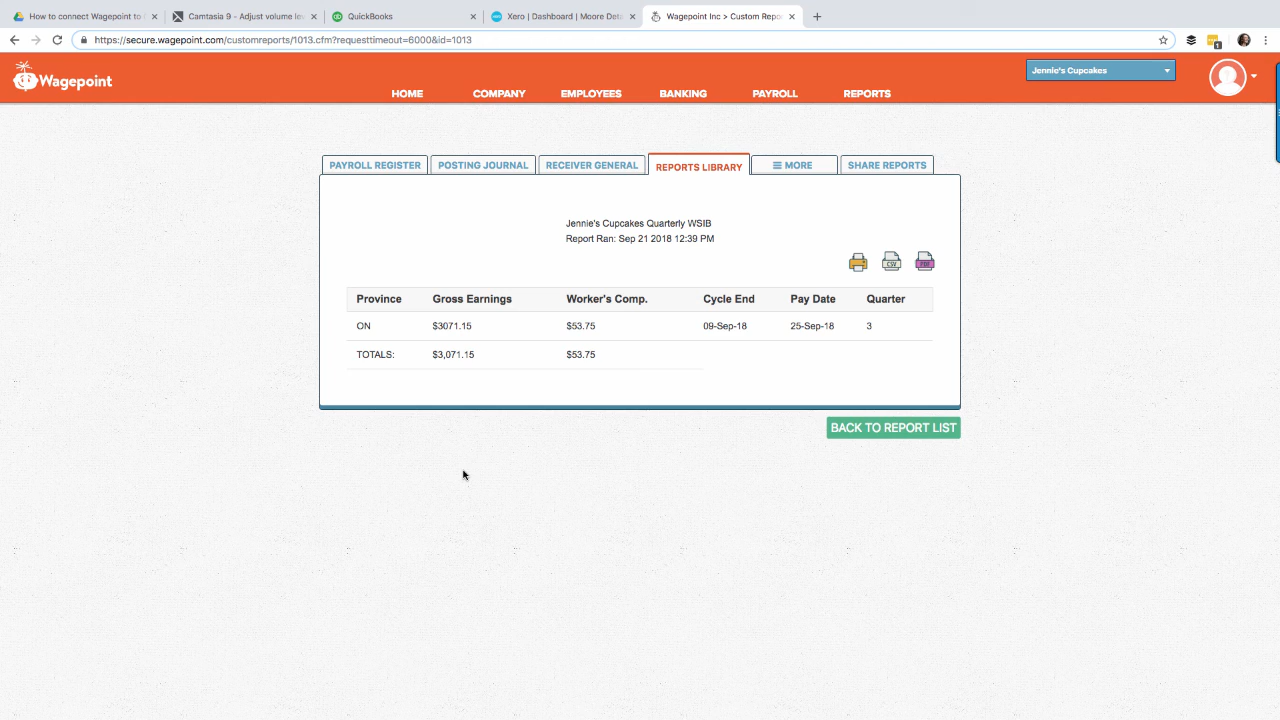 How to connect Wagepoint to
Camtasia 9 - Adjust volume lev
QuickBooks
Xero | Dashboard | Moore Deta
Wagepoint Inc > Custom Repo
https://secure.wagepoint.com/customreports/1013.cfm?requesttimeout=6000&id=1013
1
Wagepoint
Jennie's Cupcakes
HOME COMPANY EMPLOYEES BANKING PAYROLL REPORTS
PAYROLL REGISTER POSTING JOURNAL RECEIVER GENERAL REPORTS LIBRARY MORE SHARE REPORTS
Jennie's Cupcakes Quarterly WSIB
Report Ran: Sep 21 2018 12:39 PM
CSV PDF
Province Gross Earnings Worker's Comp. Cycle End Pay Date Quarter
ON $3071.15 $53.75 09-Sep-18 25-Sep-18 3
TOTALS: $3,071.15 $53.75
BACK TO REPORT LIST